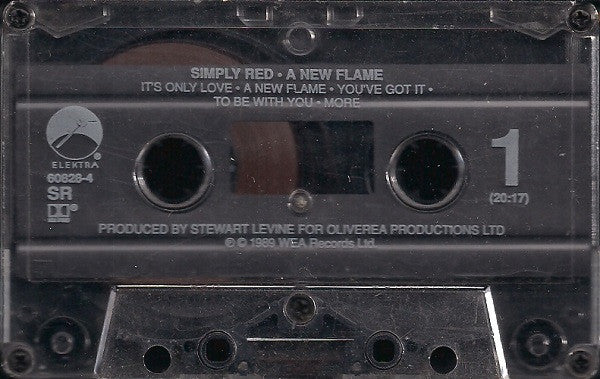 SIMPLY RED • A NEW FLAME
IT'S ONLY LOVE • A NEW FLAME • YOU'VE GOT IT •
TO BE WITH YOU • MORE
ELEKTRA®
60828-4
SR
1
(20:17)
PRODUCED BY STEWART LEVINE FOR OLIVEREA PRODUCTIONS LTD
℗ © 1989 WEA Records Ltd.